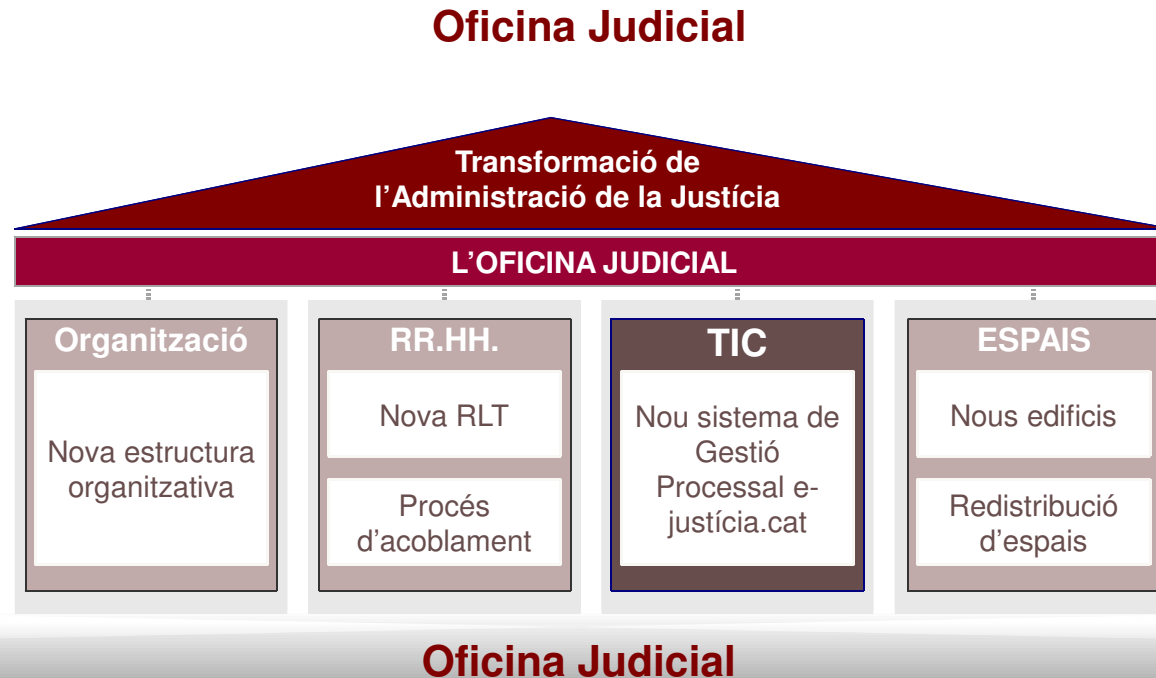 Oficina Judicial
Transformació de
l’Administració de la Justícia
L’OFICINA JUDICIAL
Organització
Nova estructura
organitzativa
RR.HH.
Nova RLT
Procés
d’acoblament
TIC
Nou sistema de
Gestió
Processal e-
justícia.cat
ESPAIS
Nous edificis
Redistribució
d’espais
Oficina Judicial